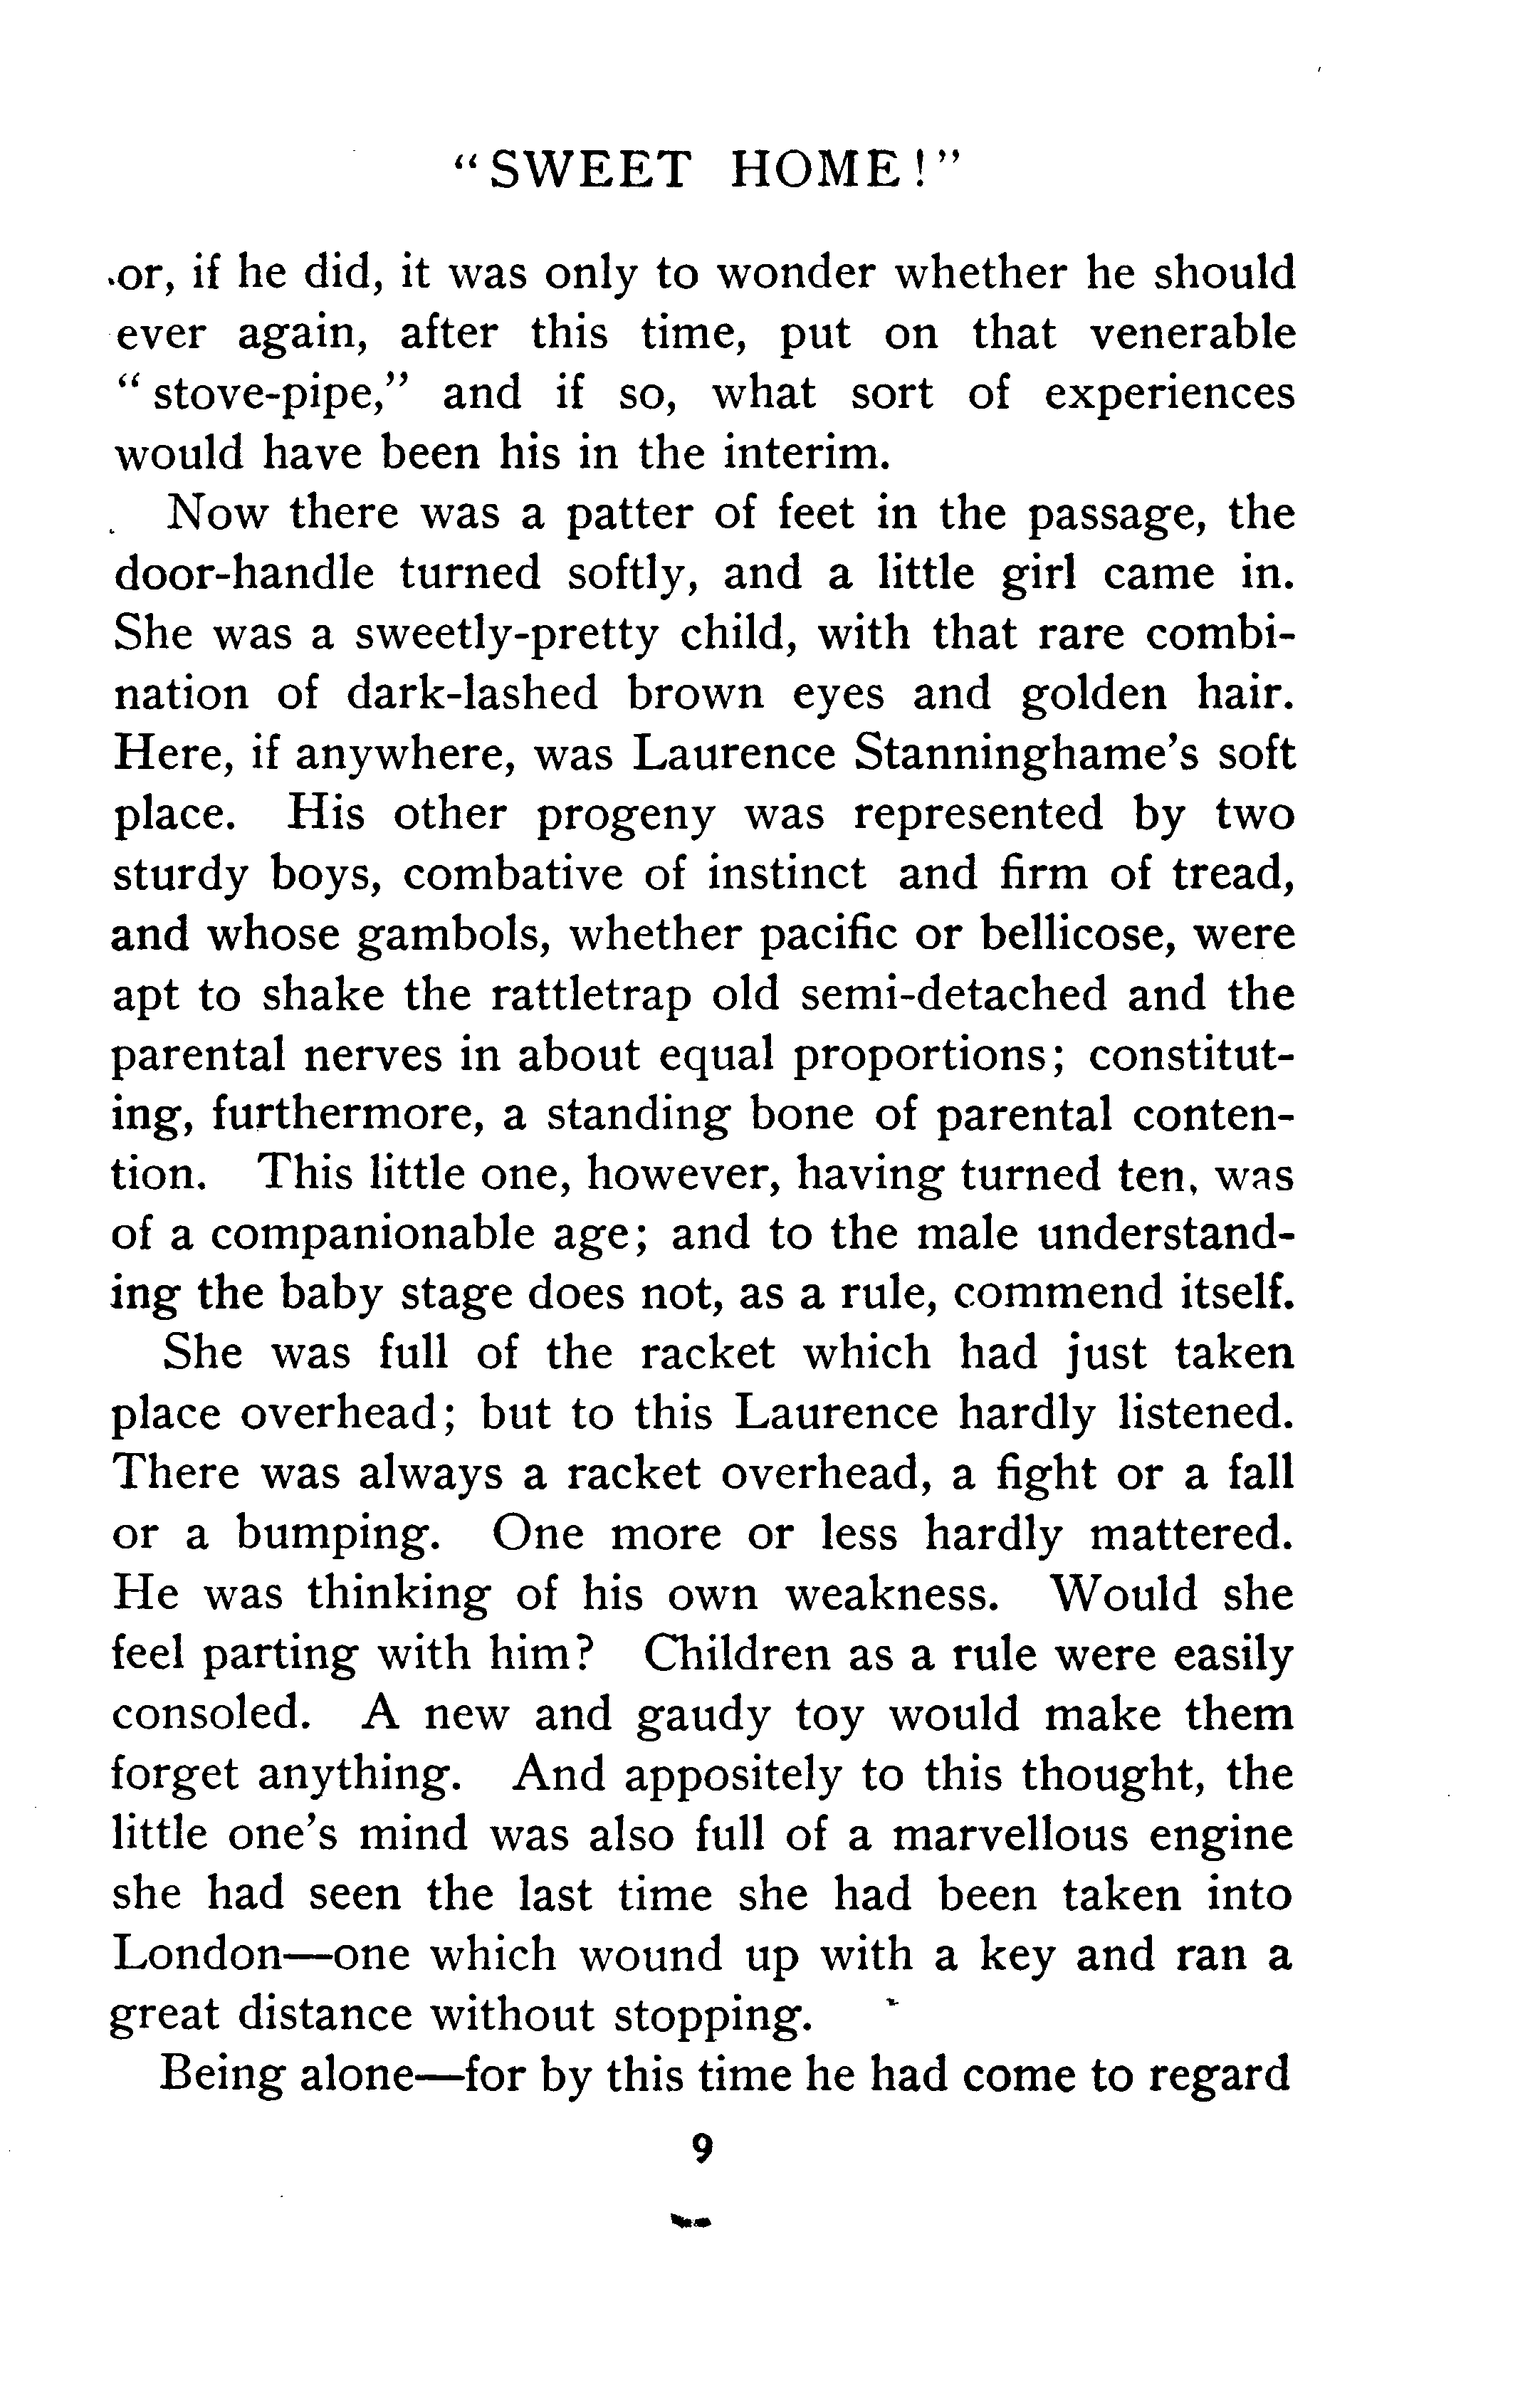 "SWEET HOME!"
or, if he did, it was only to wonder whether he should
ever again, after this time, put on that venerable
"stove-pipe," and if so, what sort of experiences
would have been his in the interim.
Now there was a patter of feet in the passage, the
door-handle turned softly, and a little girl came in.
She was a sweetly-pretty child, with that rare combi-
nation of dark-lashed brown eyes and golden hair.
Here, if anywhere, was Laurence Stanninghame's soft
place. His other progeny was represented by two
sturdy boys, combative of instinct and firm of tread,
and whose gambols, whether pacific or bellicose, were
apt to shake the rattletrap old semi-detached and the
parental nerves in about equal proportions; constitut-
ing, furthermore, a standing bone of parental conten-
tion. This little one, however, having turned ten, was
of a companionable age; and to the male understand-
ing the baby stage does not, as a rule, commend itself.
She was full of the racket which had just taken
place overhead; but to this Laurence hardly listened.
There was always a racket overhead, a fight or a fall
or a bumping. One more or less hardly mattered.
He was thinking of his own weakness. Would she
feel parting with him? Children as a rule were easily
consoled. A new and gaudy toy would make them
forget anything. And appositely to this thought, the
little one's mind was also full of a marvellous engine
she had seen the last time she had been taken into
London—one which wound up with a key and ran a
great distance without stopping.
Being alone—for by this time he had come to regard
9